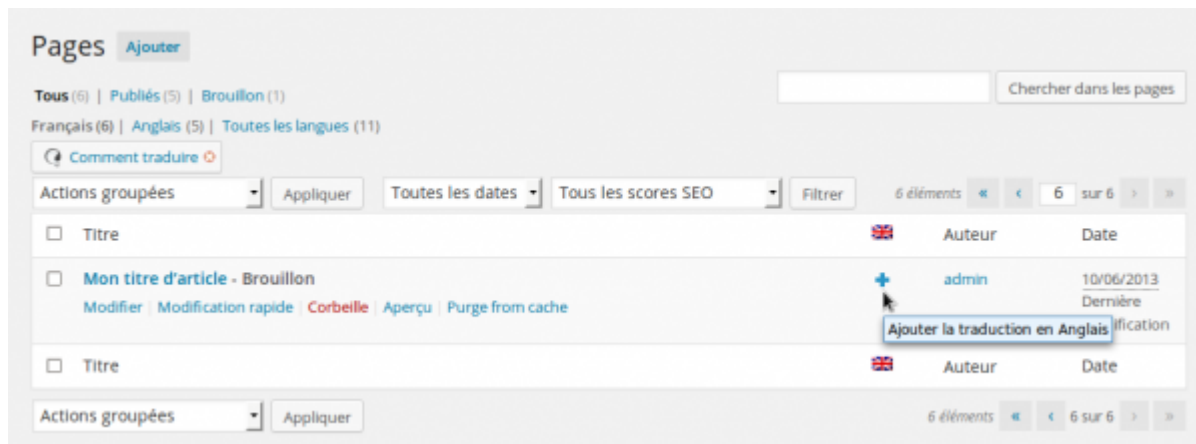 Pages Ajouter
Tous (6) | Publiés (5) | Brouillon (1)
Chercher dans les pages
Français (6) | Anglais (5) | Toutes les langues (11)
Comment traduire
Actions groupées Appliquer Toutes les dates Tous les scores SEO Filtrer 6 éléments « ‹ 6 sur 6 › »
Titre Auteur Date
Mon titre d'article - Brouillon admin 10/06/2013
Modifier | Modification rapide | Corbeille | Aperçu | Purge from cache Dernière
Ajouter la traduction en Anglais ification
Titre Auteur Date
Actions groupées Appliquer 6 éléments « ‹ 6 sur 6 › »